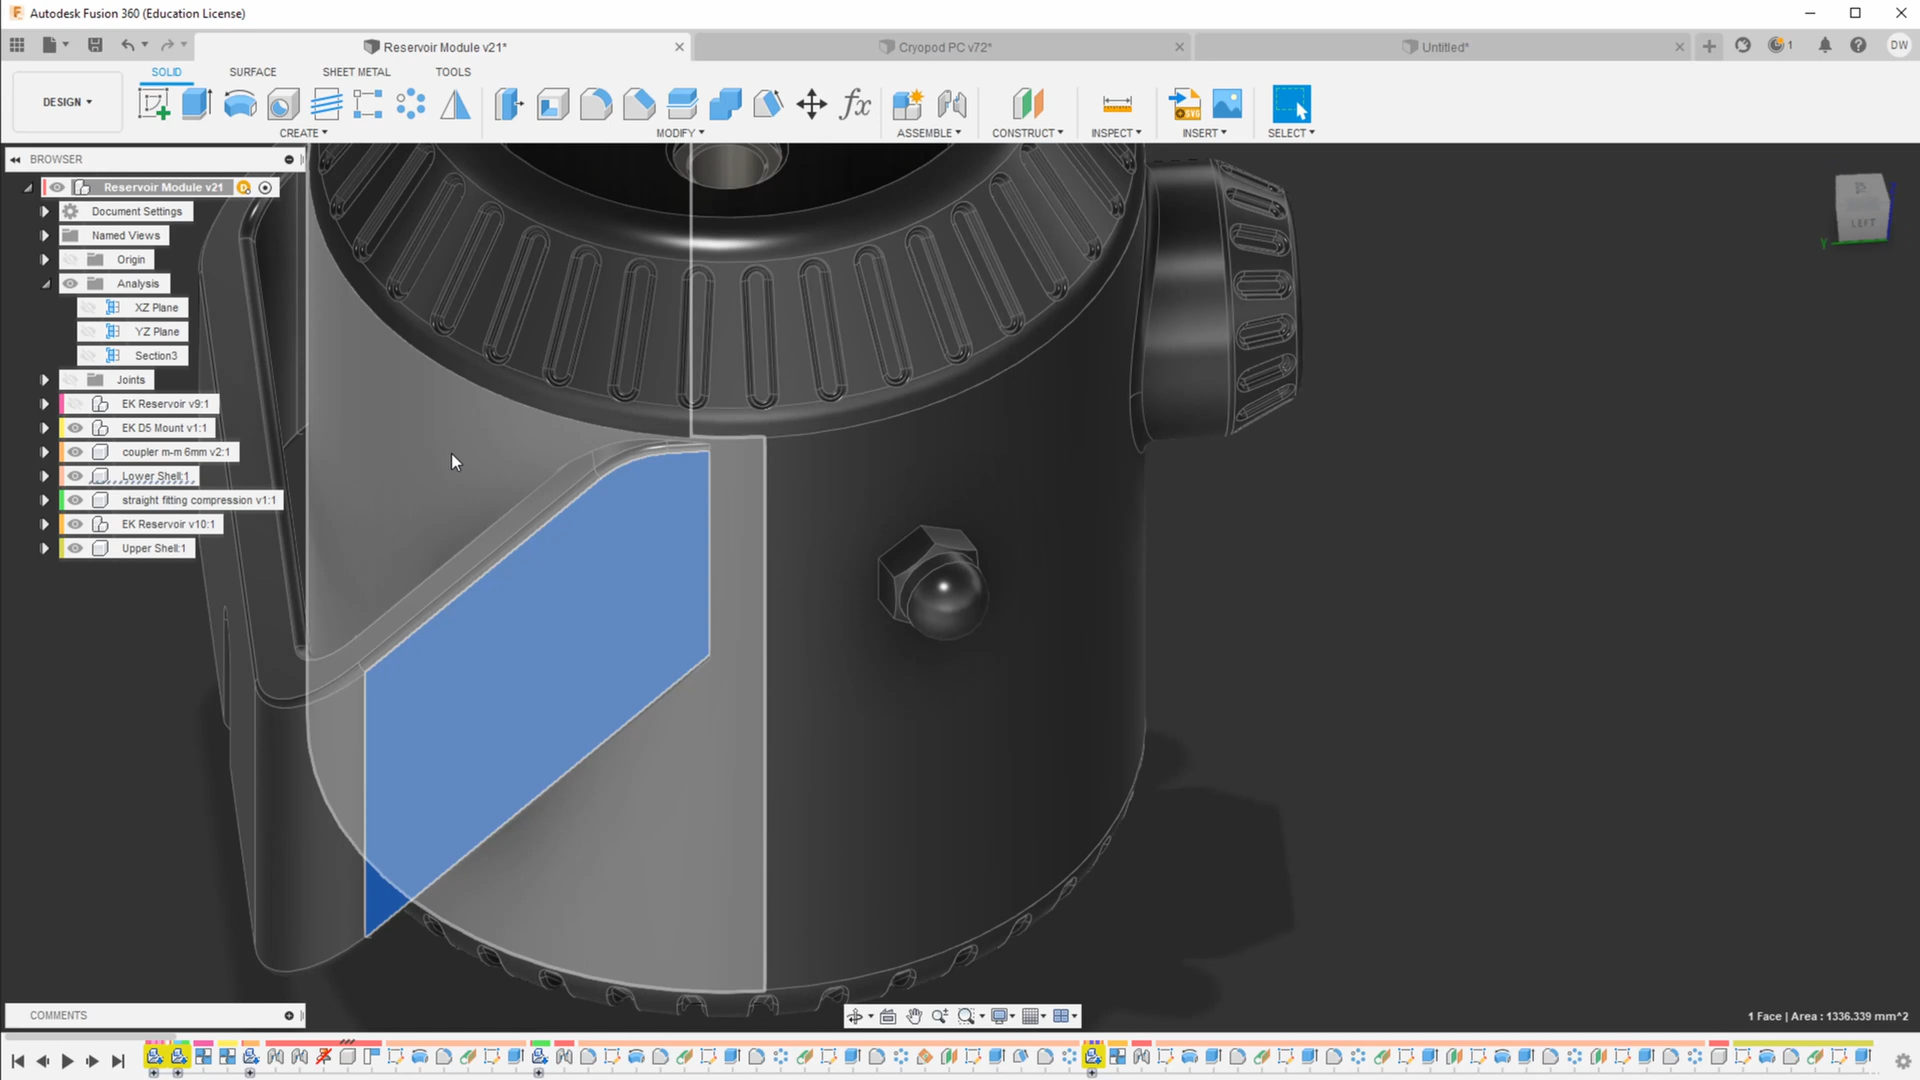 Autodesk Fusion 360 (Education License)
Reservoir Module v21*
Cryopod PC v72*
Untitled*
1
DW
SOLID
SURFACE
SHEET METAL
TOOLS
DESIGN
CREATE
MODIFY
ASSEMBLE
CONSTRUCT
INSPECT
INSERT
SELECT
BROWSER
Reservoir Module v21
Document Settings
Named Views
Origin
Analysis
XZ Plane
YZ Plane
Section3
Joints
EK Reservoir v9:1
EK D5 Mount v1:1
coupler m-m 6mm v2:1
Lower Shell:1
straight fitting compression v1:1
EK Reservoir v10:1
Upper Shell:1
LEFT
Y
COMMENTS
1 Face | Area : 1336.339 mm^2